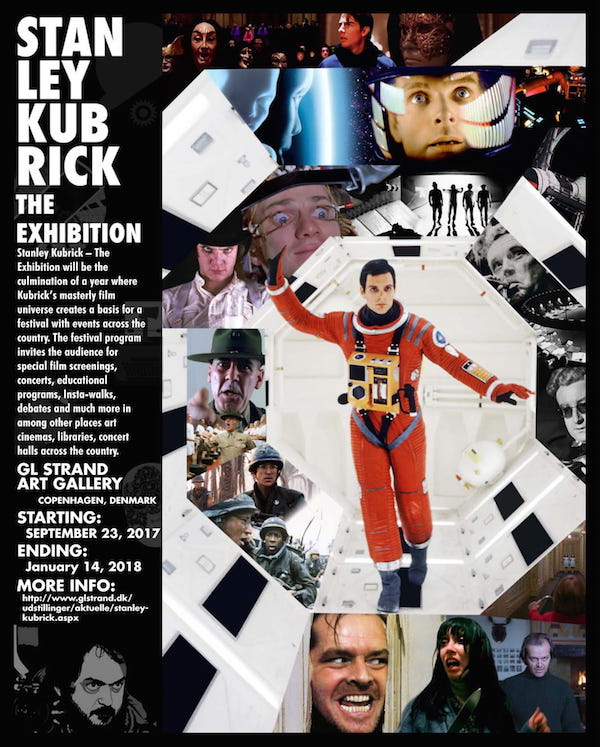 STAN
LEY
KUB
RICK
THE
EXHIBITION
Stanley Kubrick – The
Exhibition will be the
culmination of a year where
Kubrick's masterly film
universe creates a basis for a
festival with events across the
country. The festival program
invites the audience for
special film screenings,
concerts, educational
programs, Insta-walks,
debates and much more in
among other places art
cinemas, libraries, concert
halls across the country.
GL STRAND
ART GALLERY
COPENHAGEN, DENMARK
STARTING:
SEPTEMBER 23, 2017
ENDING:
January 14, 2018
MORE INFO:
http://www.glstrand.dk/
udstillinger/aktuelle/stanley-
kubrick.aspx